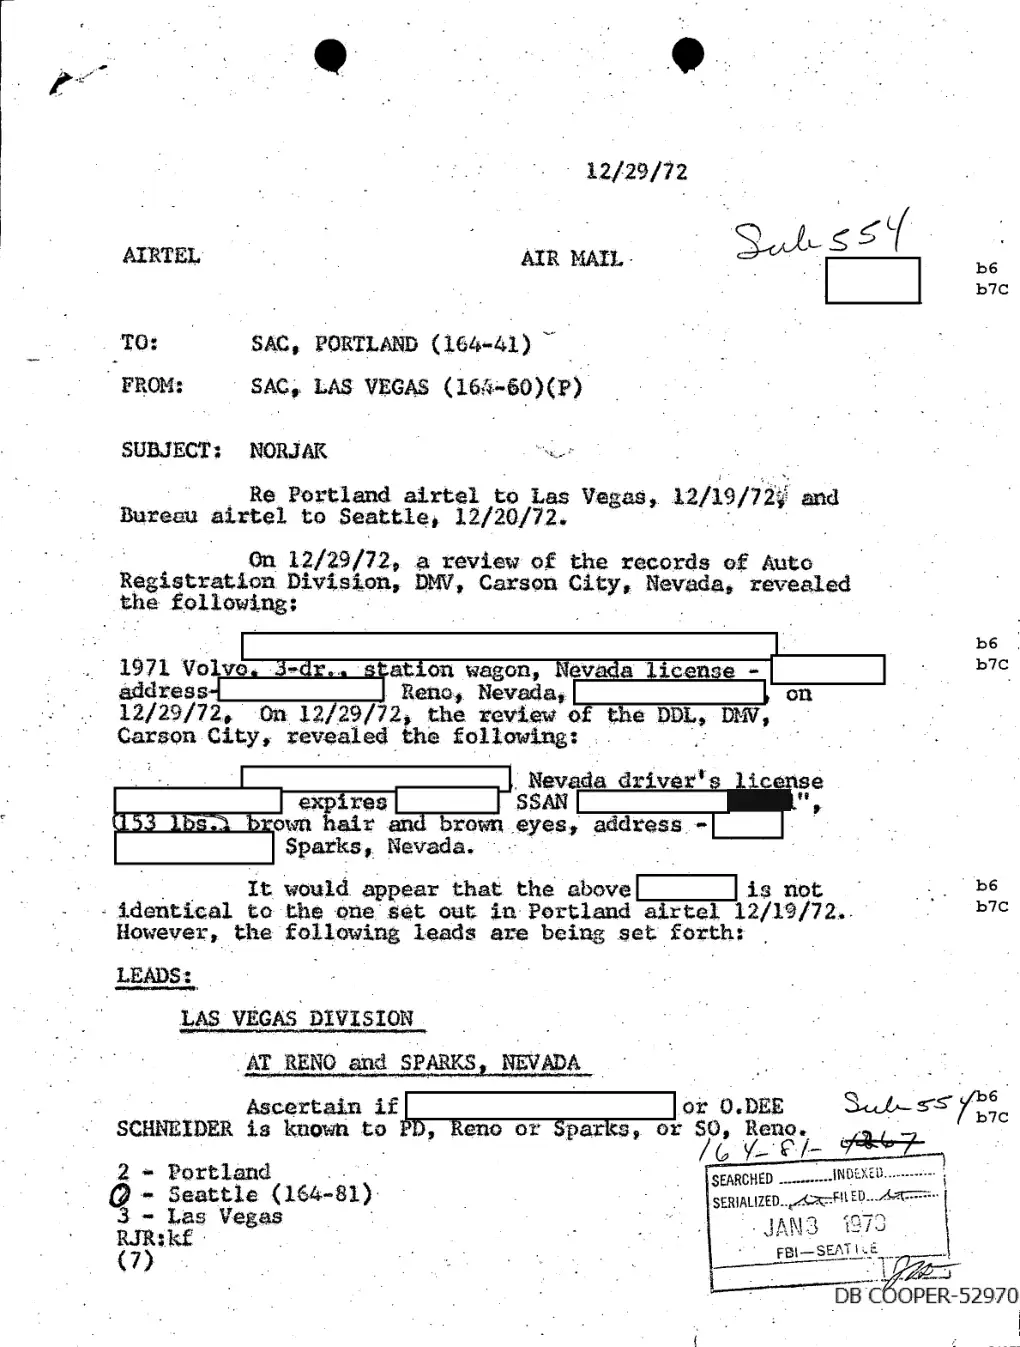 12/29/72
Sub 554
AIRTEL AIR MAIL
b6
b7C
TO: SAC, PORTLAND (164-41)
FROM: SAC, LAS VEGAS (164-60)(P)
SUBJECT: NORJAK
Re Portland airtel to Las Vegas, 12/19/72, and
Bureau airtel to Seattle, 12/20/72.
On 12/29/72, a review of the records of Auto
Registration Division, DMV, Carson City, Nevada, revealed
the following:
b6
b7C
1971 Volvo, 3-dr., station wagon, Nevada license -
address- Reno, Nevada, , on
12/29/72. On 12/29/72, the review of the DDL, DMV,
Carson City, revealed the following:
Nevada driver's license
expires SSAN ",
153 lbs., brown hair and brown eyes, address -
Sparks, Nevada.
It would appear that the above is not
identical to the one set out in Portland airtel 12/19/72.
However, the following leads are being set forth:
b6
b7C
LEADS:
LAS VEGAS DIVISION
AT RENO and SPARKS, NEVADA
Ascertain if or O.DEE
SCHNEIDER is known to PD, Reno or Sparks, or SO, Reno.
Sub 554
b6
b7C
164-81-
2 - Portland
2 - Seattle (164-81)
3 - Las Vegas
RJR:kf
(7)
SEARCHED INDEXED
SERIALIZED FILED
JAN 3 1973
FBI—SEATTLE
DB COOPER-52970